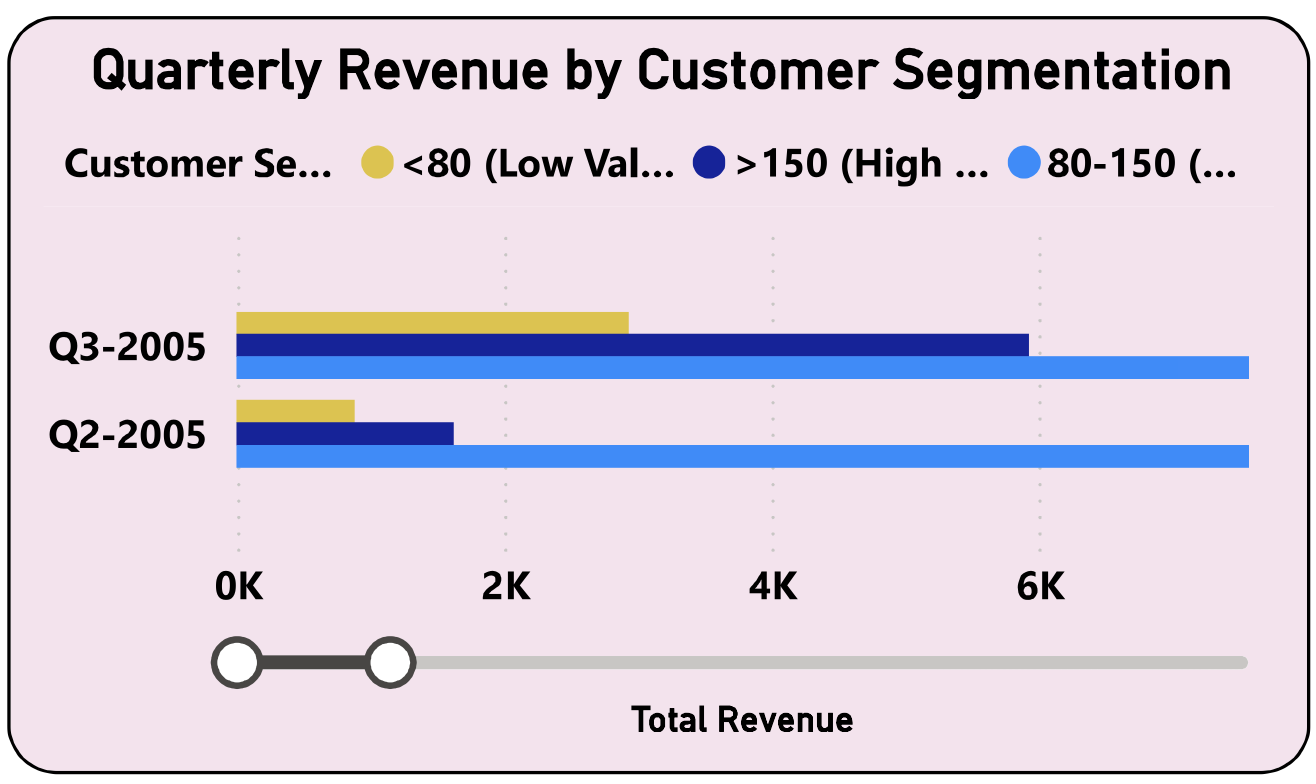 Quarterly Revenue by Customer Segmentation
Customer Se... <80 (Low Val... >150 (High ... 80-150 (...
Q3-2005
Q2-2005
0K 2K 4K 6K
Total Revenue